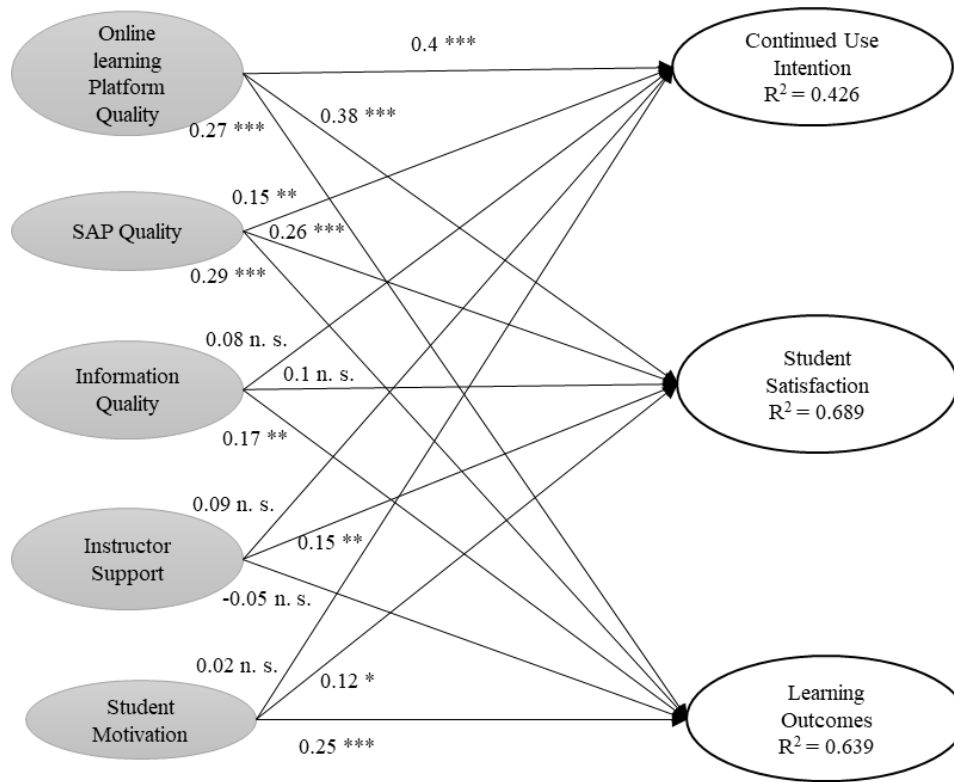 Online
learning
Platform
Quality
0.4 ***
Continued Use
Intention
R² = 0.426
0.38 ***
0.27 ***
0.15 **
SAP Quality
0.26 ***
0.29 ***
0.08 n. s.
Information
Quality
0.1 n. s.
Student
Satisfaction
R² = 0.689
0.17 **
0.09 n. s.
Instructor
Support
0.15 **
-0.05 n. s.
0.02 n. s.
Student
Motivation
0.12 *
0.25 ***
Learning
Outcomes
R² = 0.639